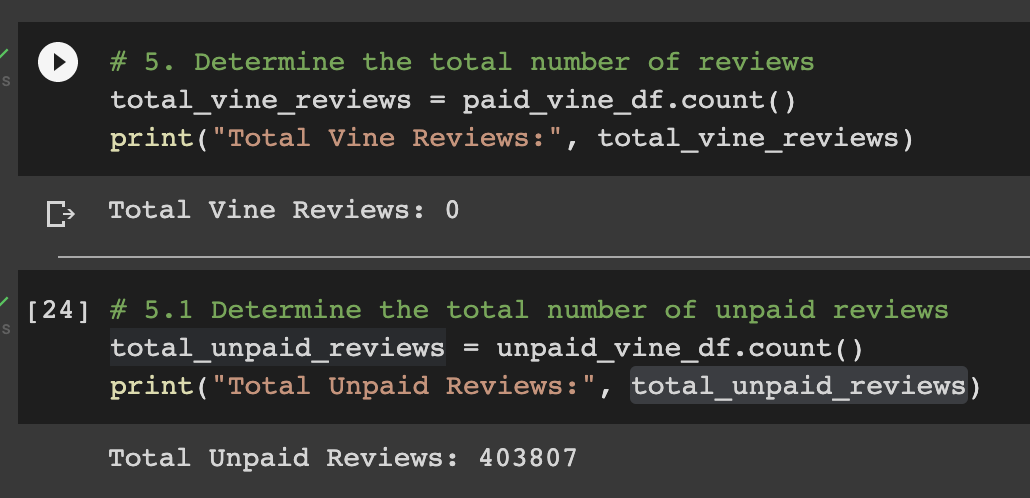 # 5. Determine the total number of reviews
total_vine_reviews = paid_vine_df.count()
print("Total Vine Reviews:", total_vine_reviews)
s
Total Vine Reviews: 0
[24] # 5.1 Determine the total number of unpaid reviews
total_unpaid_reviews = unpaid_vine_df.count()
print("Total Unpaid Reviews:", total_unpaid_reviews)
s
Total Unpaid Reviews: 403807